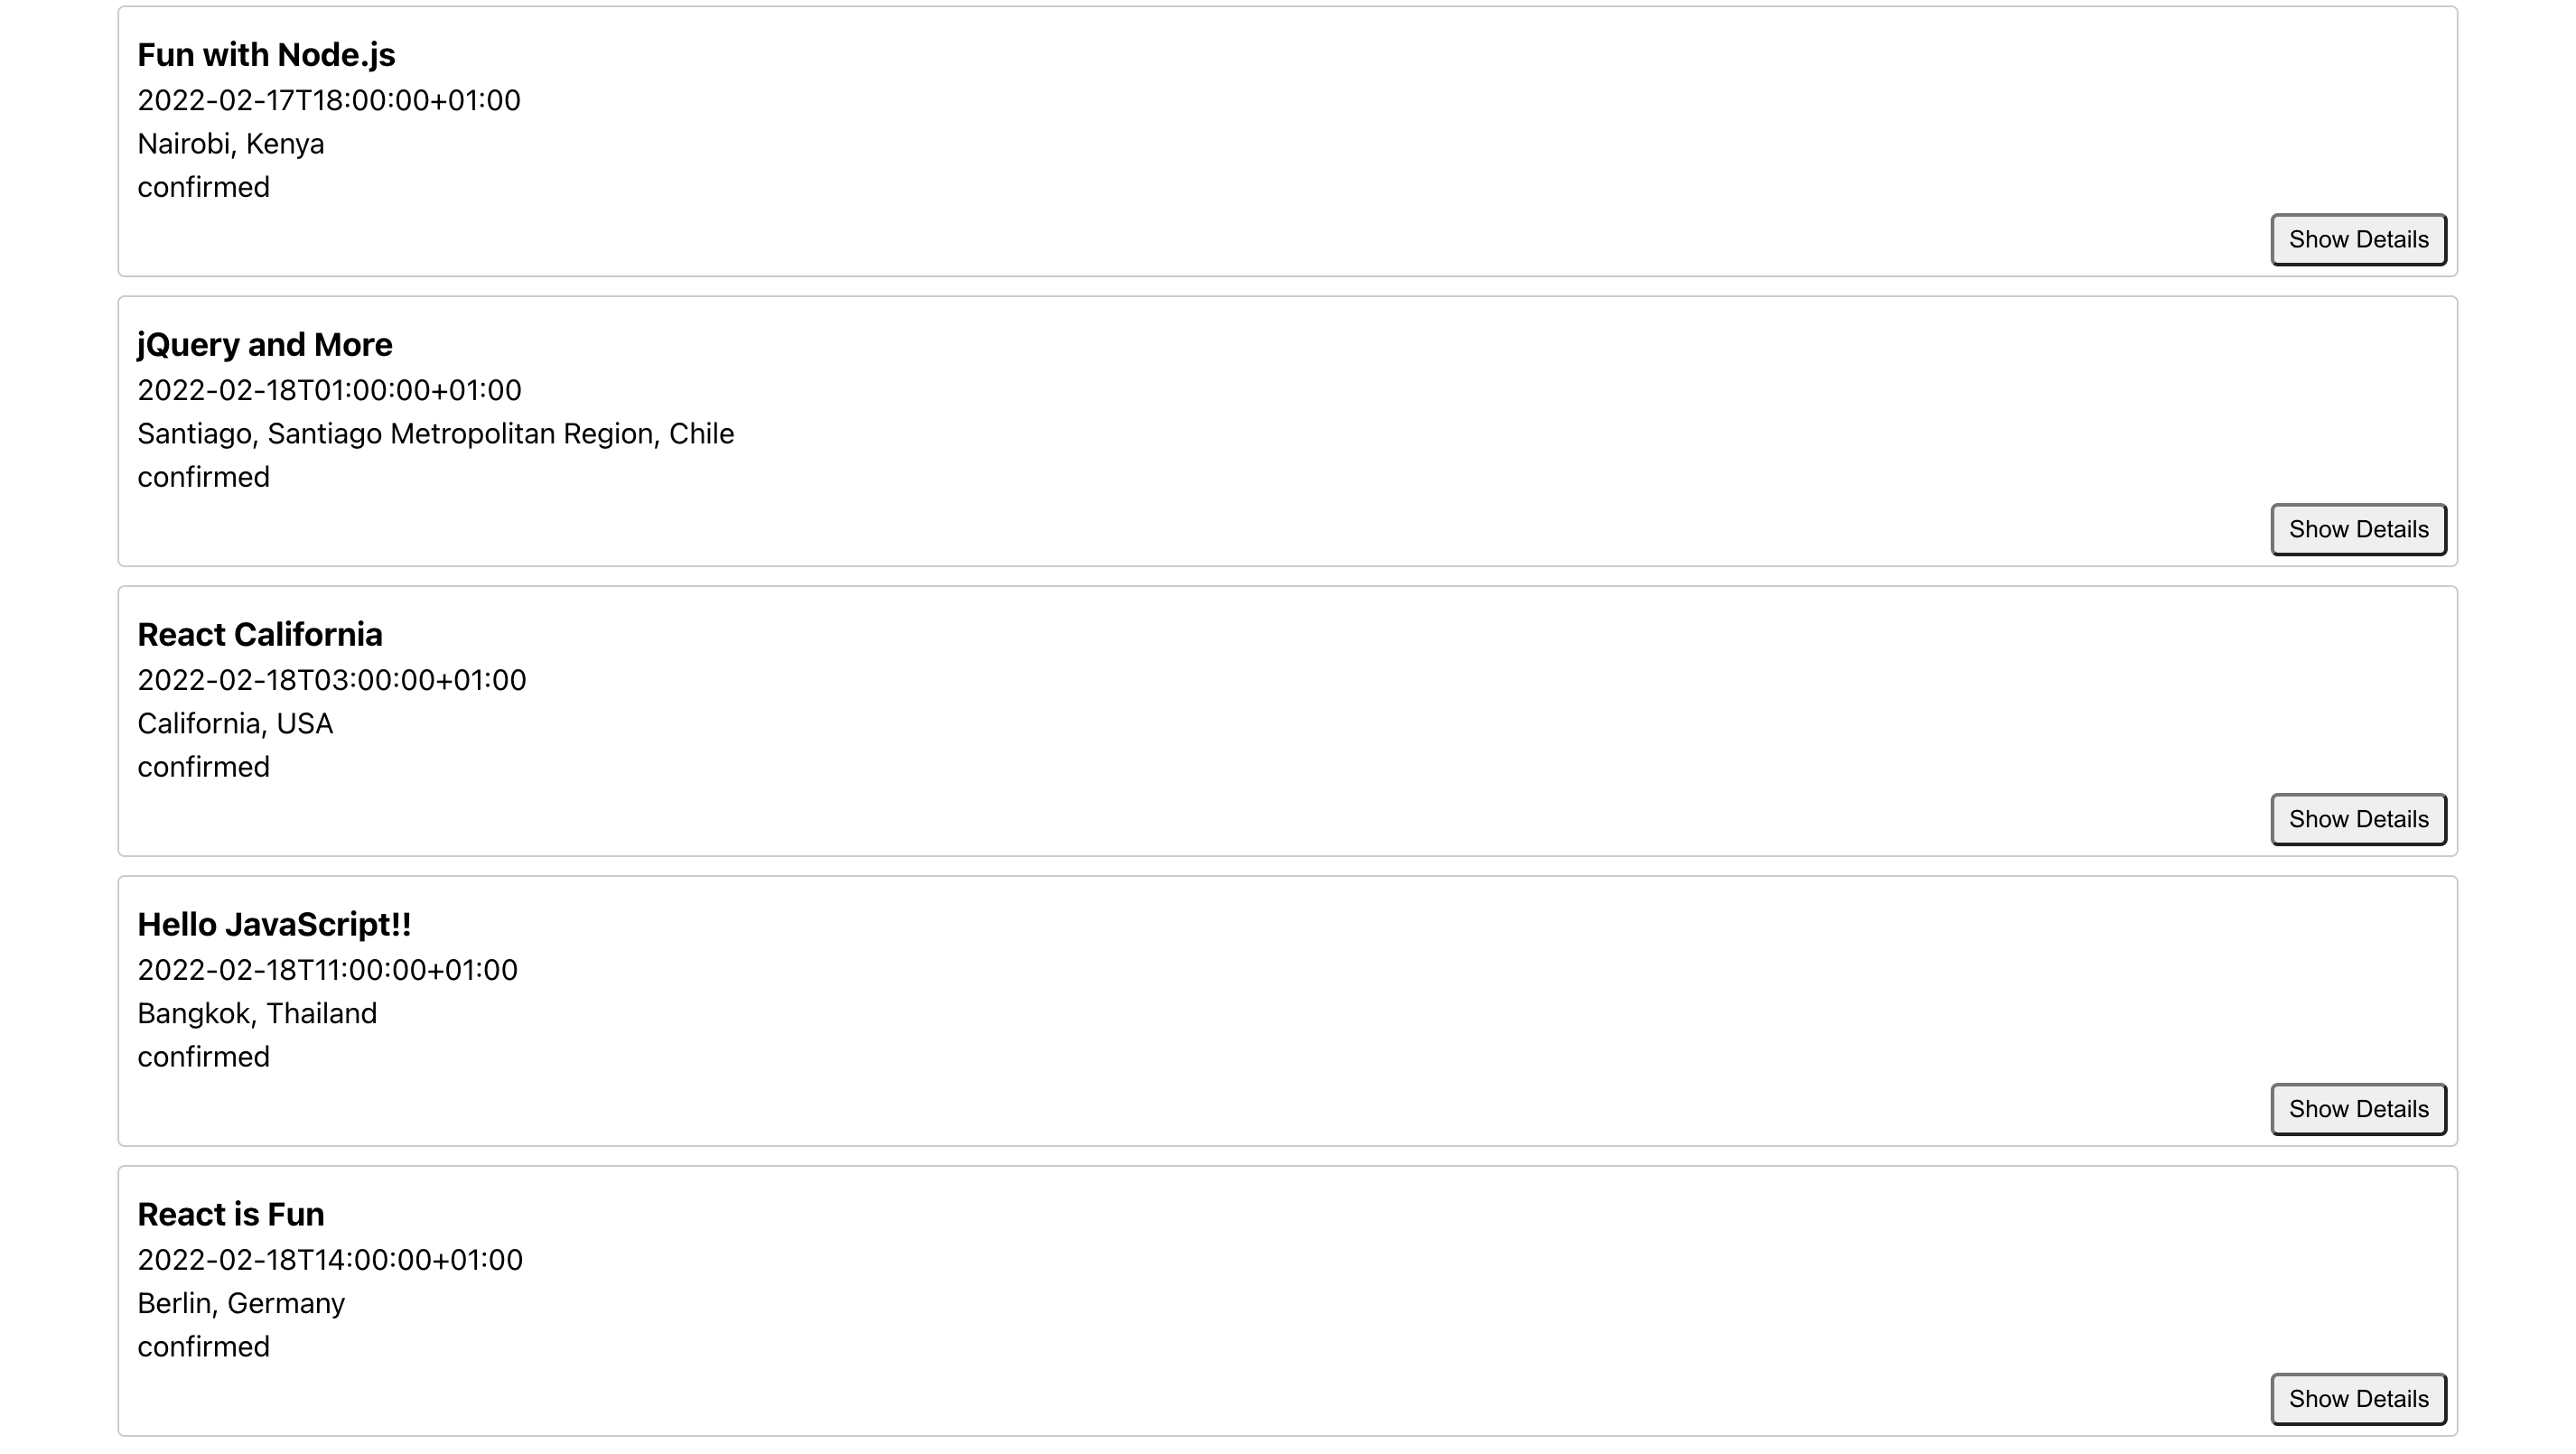 Fun with Node.js
2022-02-17T18:00:00+01:00
Nairobi, Kenya
confirmed
Show Details
jQuery and More
2022-02-18T01:00:00+01:00
Santiago, Santiago Metropolitan Region, Chile
confirmed
Show Details
React California
2022-02-18T03:00:00+01:00
California, USA
confirmed
Show Details
Hello JavaScript!!
2022-02-18T11:00:00+01:00
Bangkok, Thailand
confirmed
Show Details
React is Fun
2022-02-18T14:00:00+01:00
Berlin, Germany
confirmed
Show Details